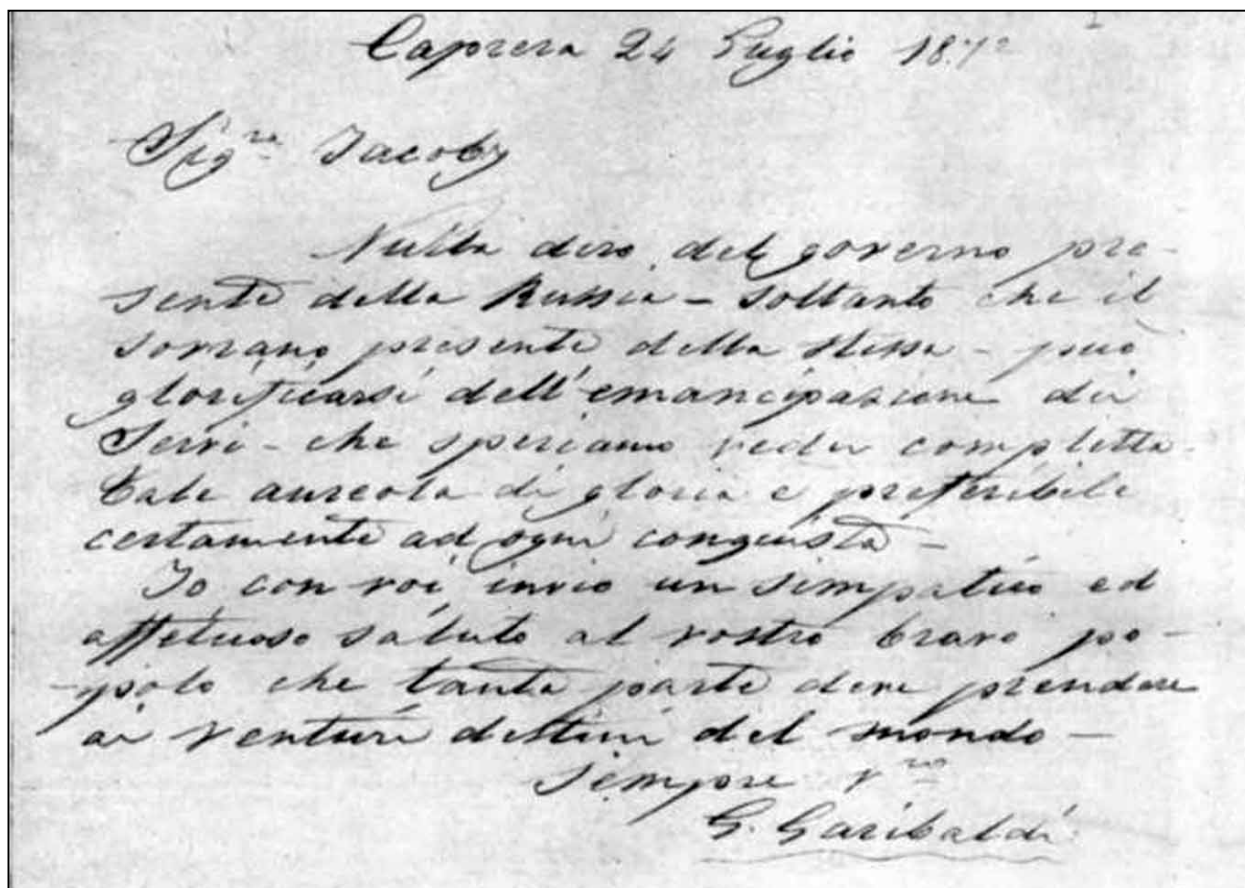 Caprera 24 Luglio 1872
Sig.re Jacoby
Nulla dirò del governo pre-
sente della Russia - soltanto che il
sovrano presente della stessa - può
glorificarsi dell'emancipazione dei
Servi - che speriamo veder completta.
Tale aureola di gloria è preferibile
certamente ad ogni conquista -
Io con voi invio un simpatico ed
affetuoso saluto al vostro bravo po-
polo che tanta parte deve prendere
ai venturi destini del mondo -
Sempre v.ro
G. Garibaldi